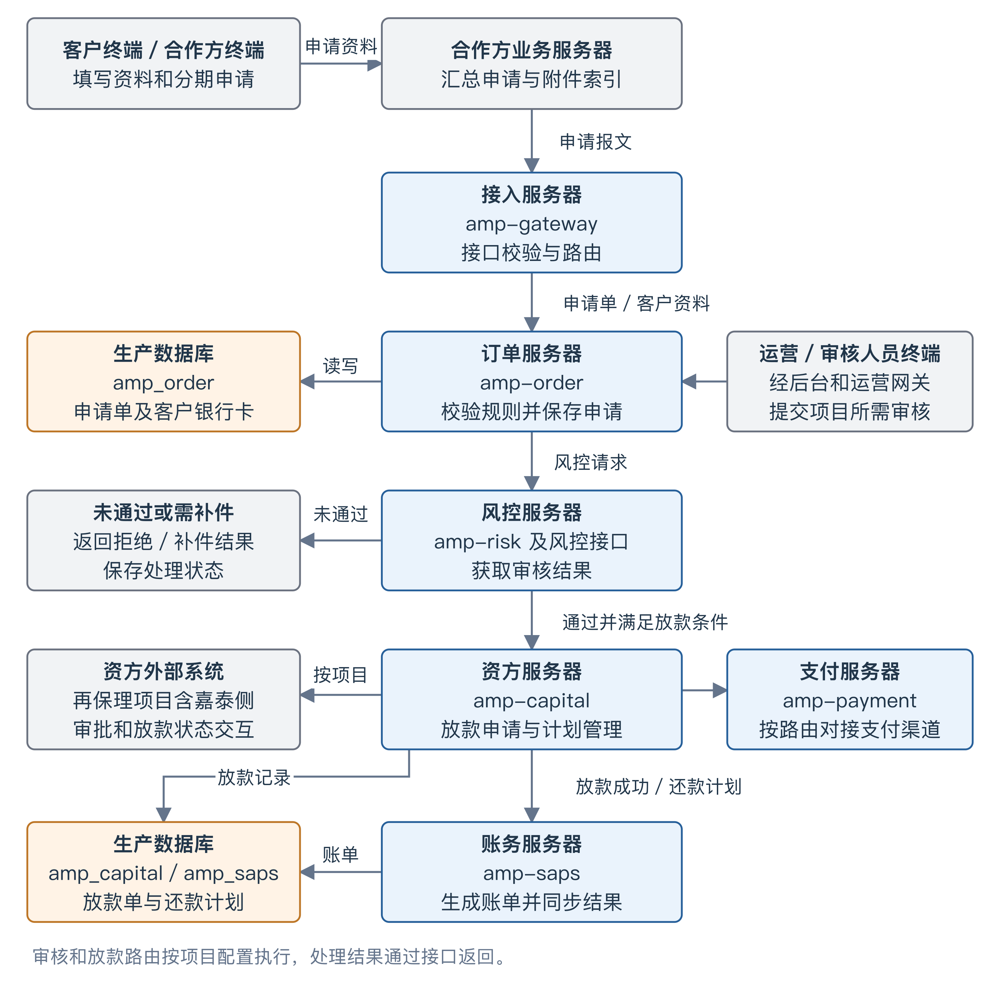 客户终端 / 合作方终端
填写资料和分期申请
申请资料
合作方业务服务器
汇总申请与附件索引
申请报文
接入服务器
amp-gateway
接口校验与路由
申请单 / 客户资料
生产数据库
amp_order
申请单及客户银行卡
读写
订单服务器
amp-order
校验规则并保存申请
运营 / 审核人员终端
经后台和运营网关
提交项目所需审核
风控请求
未通过或需补件
返回拒绝 / 补件结果
保存处理状态
未通过
风控服务器
amp-risk 及风控接口
获取审核结果
通过并满足放款条件
资方外部系统
再保理项目含嘉泰侧
审批和放款状态交互
按项目
资方服务器
amp-capital
放款申请与计划管理
支付服务器
amp-payment
按路由对接支付渠道
放款记录
放款成功 / 还款计划
生产数据库
amp_capital / amp_saps
放款单与还款计划
账单
账务服务器
amp-saps
生成账单并同步结果
审核和放款路由按项目配置执行，处理结果通过接口返回。